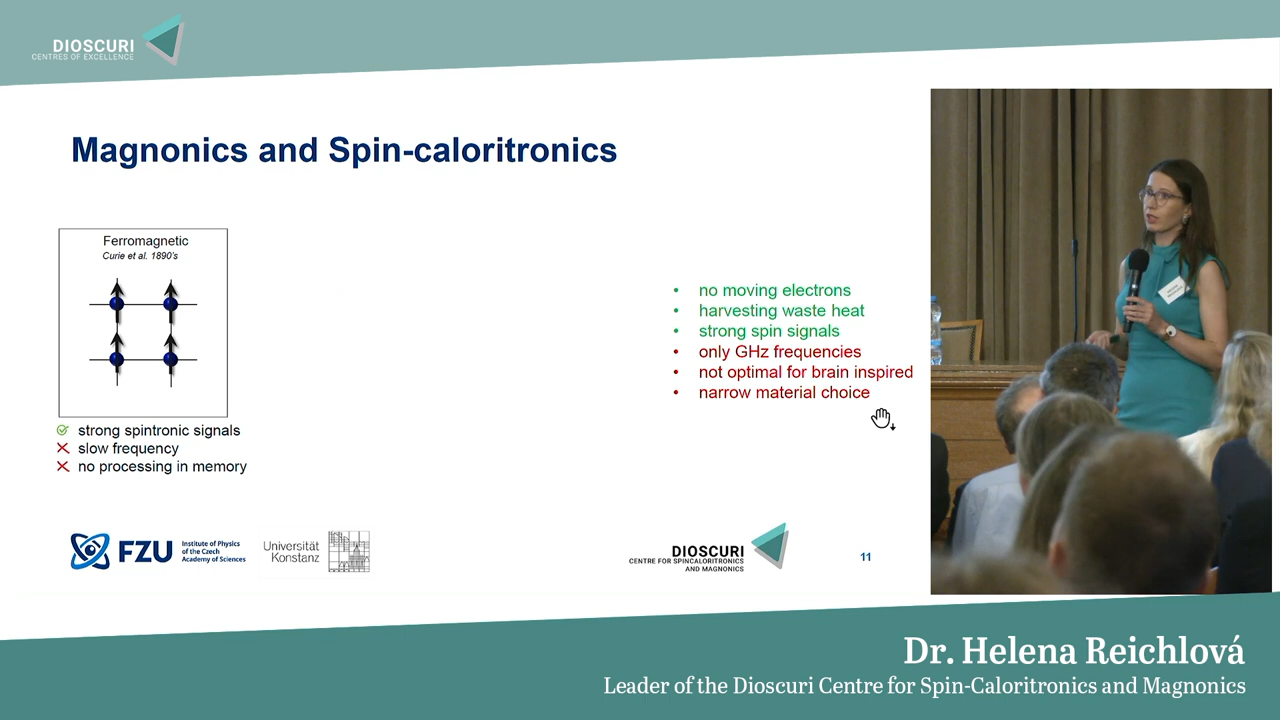 DIOSCURI
CENTRES OF EXCELLENCE
Magnonics and Spin-caloritronics
Ferromagnetic
Curie et al. 1890's
strong spintronic signals
slow frequency
no processing in memory
• no moving electrons
• harvesting waste heat
• strong spin signals
• only GHz frequencies
• not optimal for brain inspired
• narrow material choice
FZU
Institute of Physics
of the Czech
Academy of Sciences
Universität
Konstanz
DIOSCURI
CENTRE FOR SPINCALORITRONICS
AND MAGNONICS
11
Dr. Helena Reichlová
Leader of the Dioscuri Centre for Spin-Caloritronics and Magnonics